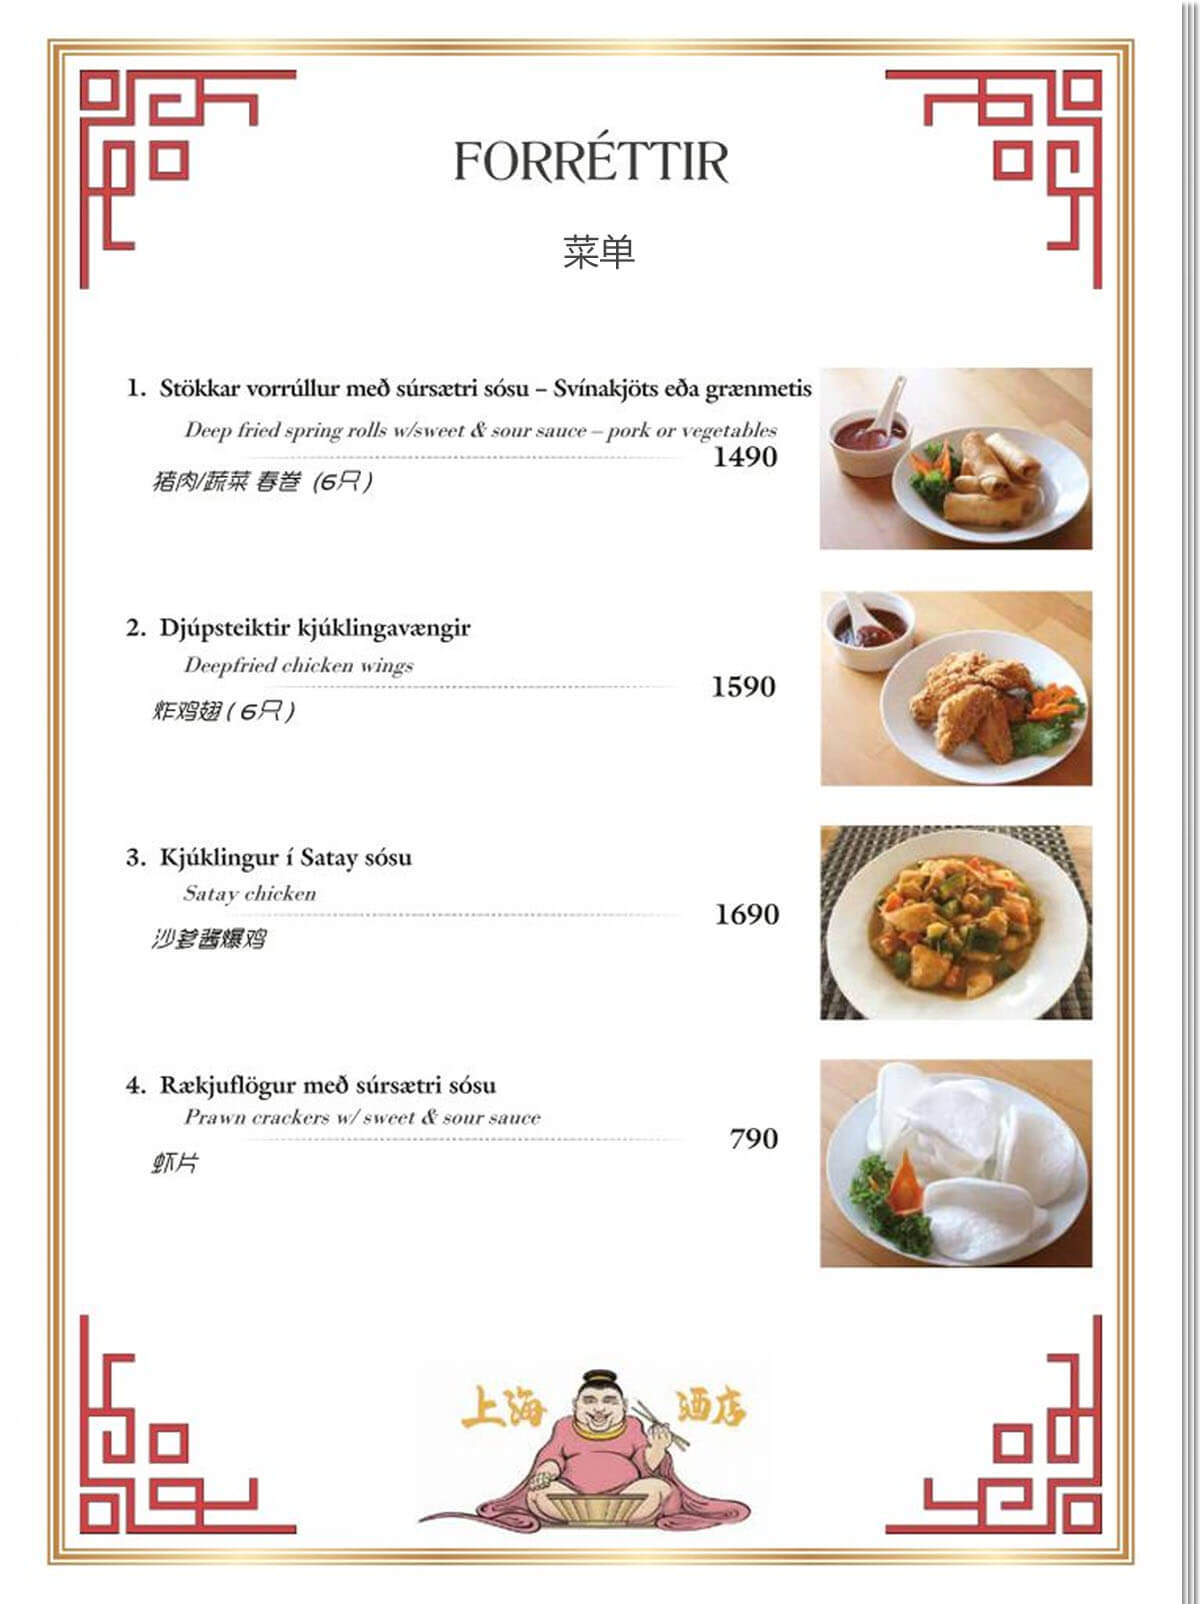 FORRÉTTIR
菜单
1. Stökkar vorrúllur með súrsætri sósu – Svínakjöts eða grænmetis
Deep fried spring rolls w/sweet & sour sauce – pork or vegetables
1490
猪肉/蔬菜 春卷 (6只)
2. Djúpsteiktir kjúklingavængir
Deepfried chicken wings
1590
炸鸡翅 (6只)
3. Kjúklingur í Satay sósu
Satay chicken
1690
沙爹酱爆鸡
4. Rækjuflögur með súrsætri sósu
Prawn crackers w/ sweet & sour sauce
790
虾片
上海 酒店